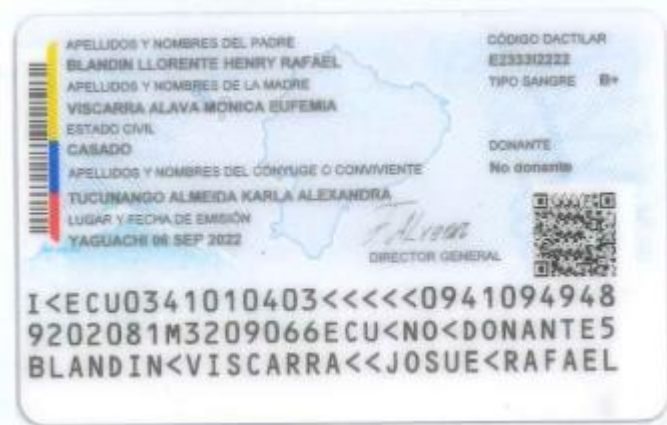 APELLIDOS Y NOMBRES DEL PADRE
BLANDIN LLORENTE HENRY RAFAEL
APELLIDOS Y NOMBRES DE LA MADRE
VISCARRA ALAVA MONICA EUFEMIA
ESTADO CIVIL
CASADO
APELLIDOS Y NOMBRES DEL CONYUGE O CONVIVIENTE
TUCUNANGO ALMEIDA KARLA ALEXANDRA
LUGAR Y FECHA DE EMISIÓN
YAGUACHI 06 SEP 2022
CÓDIGO DACTILAR
E2333I2222
TIPO SANGRE B+
DONANTE
No donante
F. Alvear
DIRECTOR GENERAL
I<ECU0341010403<<<<<0941094948
9202081M3209066ECU<NO<DONANTE5
BLANDIN<VISCARRA<<JOSUE<RAFAEL